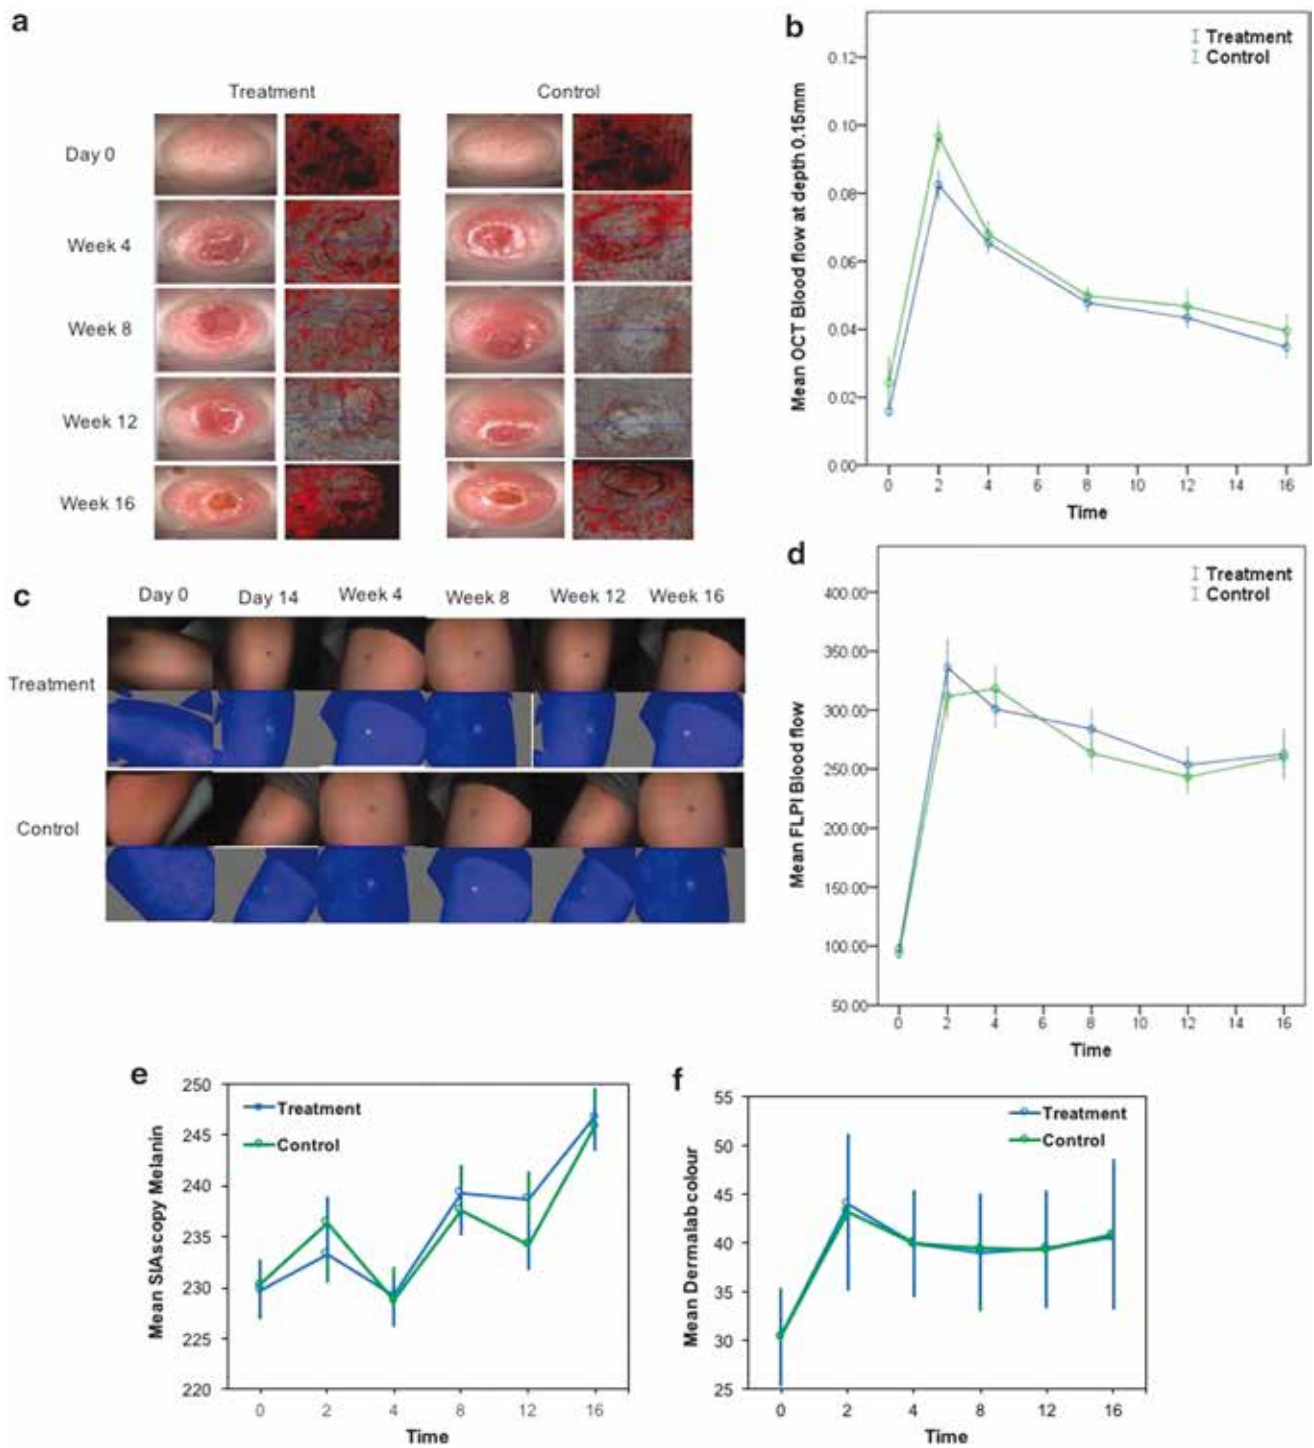 a
Treatment Control
Day 0
Week 4
Week 8
Week 12
Week 16
b
Treatment
Control
Mean OCT Blood flow at depth 0.15mm
0.12
0.10
0.08
0.06
0.04
0.02
0.00
0 2 4 6 8 10 12 14 16
Time
c
Day 0 Day 14 Week 4 Week 8 Week 12 Week 16
Treatment
Control
d
Treatment
Control
Mean FLPI Blood flow
400.00
350.00
300.00
250.00
200.00
150.00
100.00
50.00
0 2 4 6 8 10 12 14 16
Time
e
Treatment
Control
Mean SIAscopy Melanin
250
245
240
235
230
225
220
0 2 4 8 12 16
Time
f
Treatment
Control
Mean Dermalabcolour
55
50
45
40
35
30
25
0 2 4 8 12 16
Time